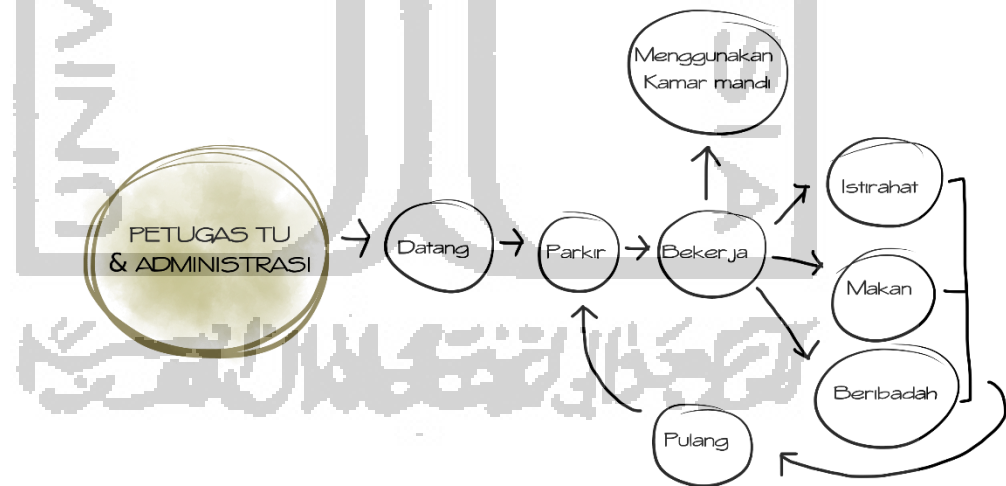 Menggunakan
Kamar mandi
PETUGAS TU
& ADMINISTRASI
Datang
Parkir
Bekerja
Istirahat
Makan
Beribadah
Pulang